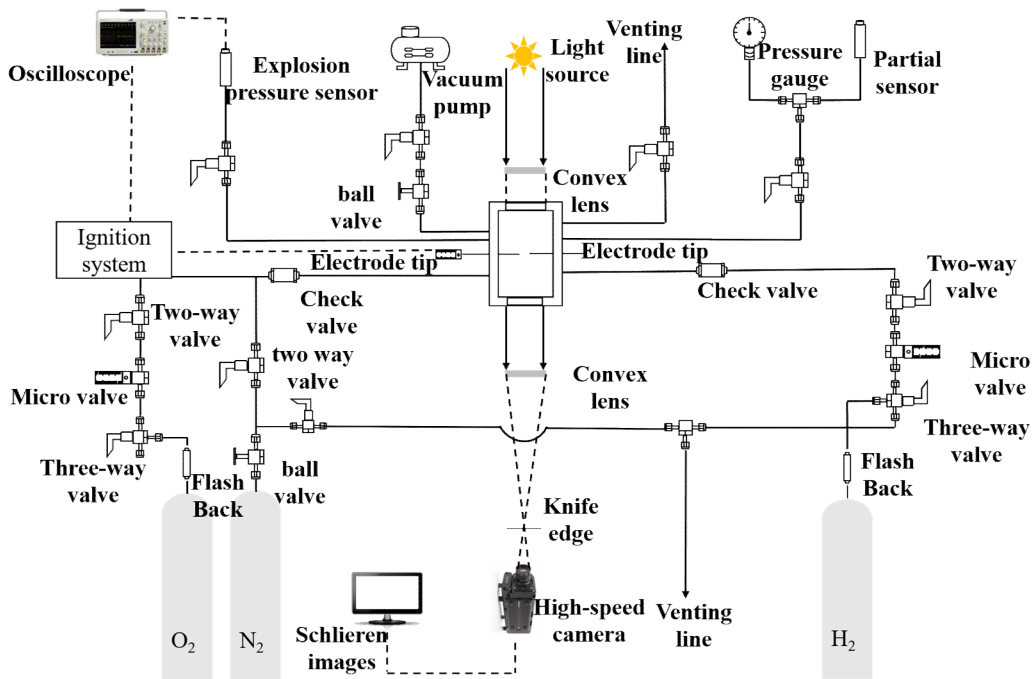 Oscilloscope
Explosion
pressure sensor
Vacuum
pump
Light
source
Venting
line
Pressure
gauge
Partial
sensor
ball
valve
Convex
lens
Ignition
system
Electrode tip
Electrode tip
Check
valve
Check valve
Two-way
valve
Two-way
valve
two way
valve
Micro valve
Convex
lens
Micro
valve
Three-way
valve
Flash
Back
ball
valve
Three-way
valve
Flash
Back
Knife
edge
Schlieren
images
High-speed
camera
Venting
line
O2
N2
H2